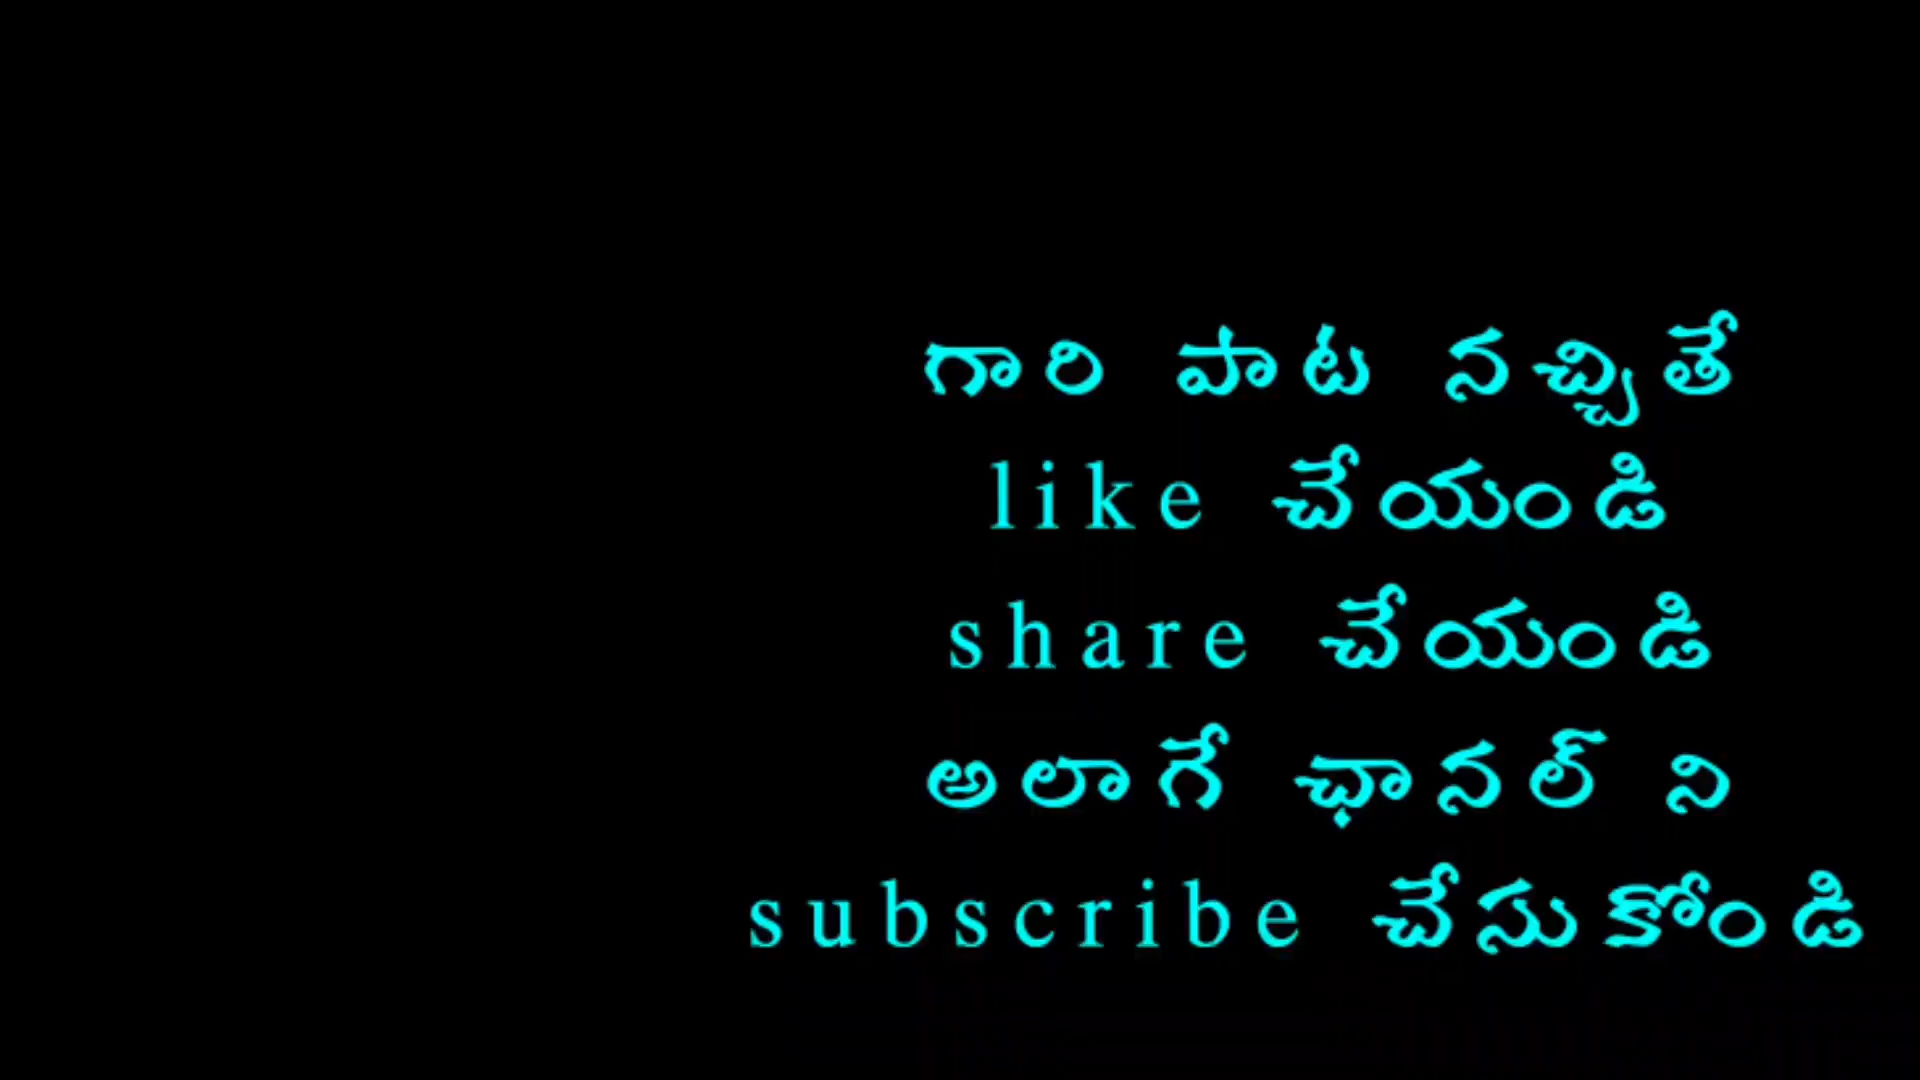 గారి పాట నచ్చితే
like చేయండి
share చేయండి
అలాగే ఛానల్ ని
subscribe చేసుకోండి